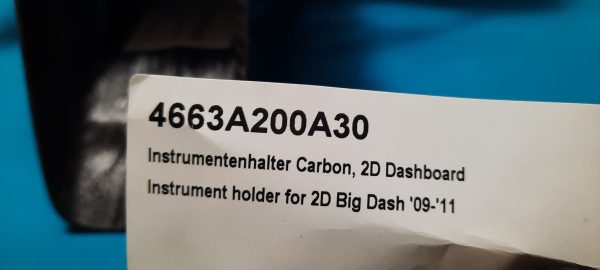 4663A200A30
Instrumentenhalter Carbon, 2D Dashboard
Instrument holder for 2D Big Dash '09-'11